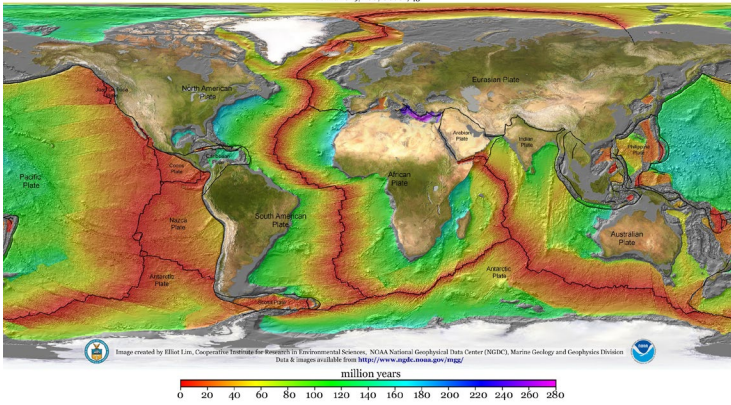 North American
Plate
Eurasian Plate
Arabian
Plate
Indian
Plate
Philippine
Plate
Caribbean
Cocos
Plate
African
Plate
Pacific
Plate
Nazca
Plate
South American
Plate
Australian
Plate
Antarctic
Plate
Antarctic
Plate
Scotia Plate
Image created by Elliot Lim, Cooperative Institute for Research in Environmental Sciences, NOAA National Geophysical Data Center (NGDC), Marine Geology and Geophysics Division
Data & images available from http://www.ngdc.noaa.gov/mgg/
noaa
million years
0 20 40 60 80 100 120 140 160 180 200 220 240 260 280